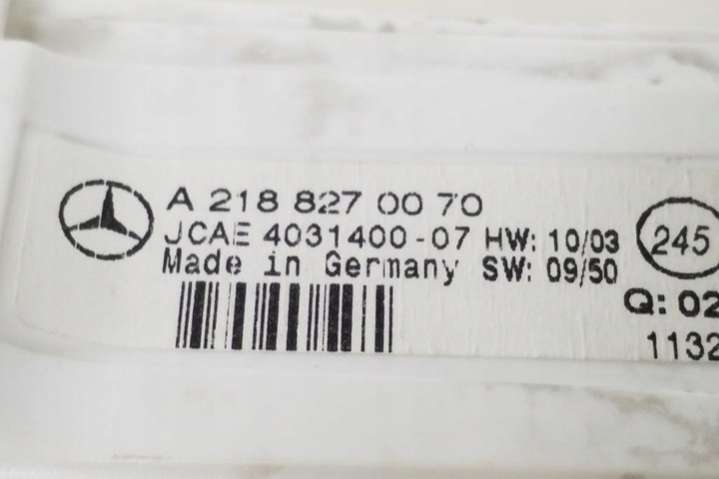 A 218 827 00 70
JCAE 4031400-07 HW: 10/03
Made in Germany SW: 09/50
245
Q: 02
1132